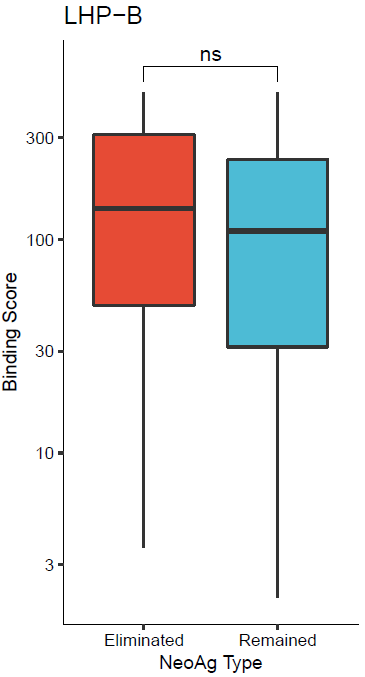 LHP−B
ns
300
100
30
10
3
Binding Score
Eliminated
Remained
NeoAg Type